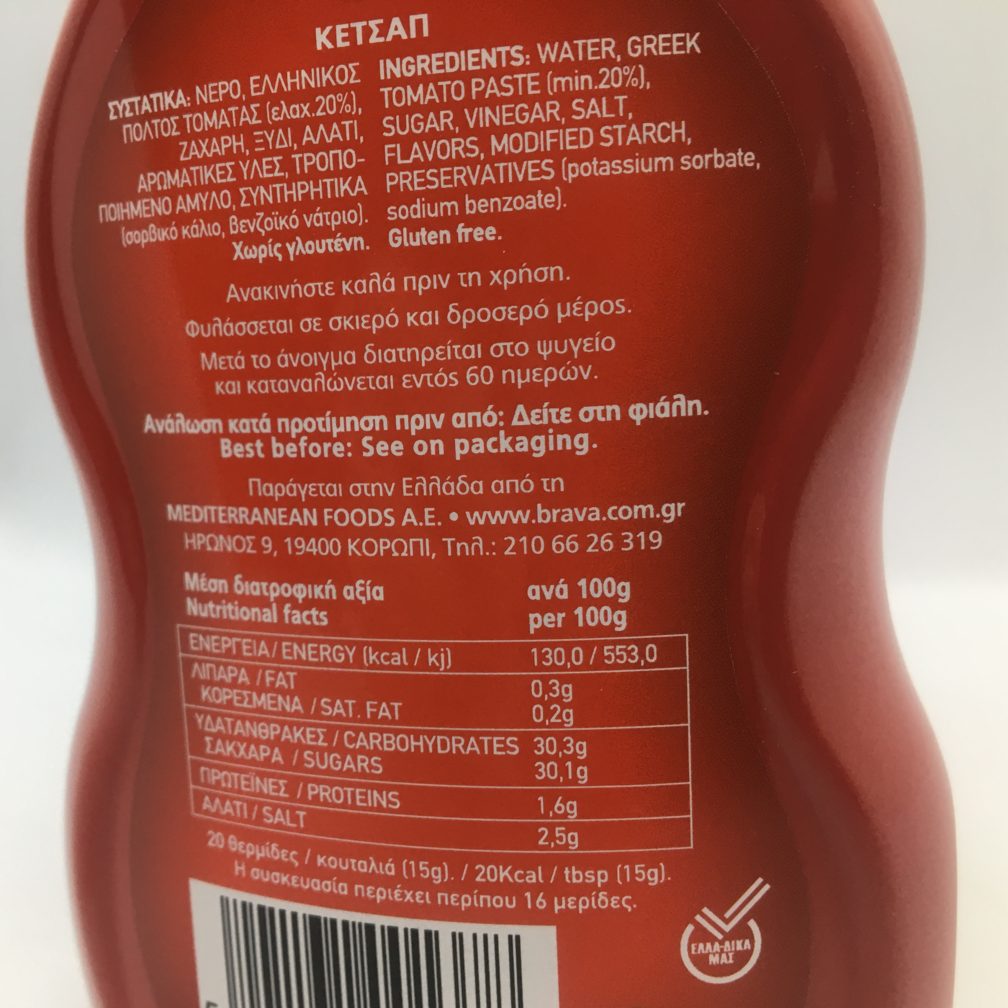 ΚΕΤΣΑΠ
ΣΥΣΤΑΤΙΚΑ: ΝΕΡΟ, ΕΛΛΗΝΙΚΟΣ
ΠΟΛΤΟΣ ΤΟΜΑΤΑΣ (ελαχ.20%),
ΖΑΧΑΡΗ, ΞΥΔΙ, ΑΛΑΤΙ,
ΑΡΩΜΑΤΙΚΕΣ ΥΛΕΣ, ΤΡΟΠΟ-
ΠΟΙΗΜΕΝΟ ΑΜΥΛΟ, ΣΥΝΤΗΡΗΤΙΚΑ
(σορβικό κάλιο, βενζοϊκό νάτριο).
Χωρίς γλουτένη.
INGREDIENTS: WATER, GREEK
TOMATO PASTE (min.20%),
SUGAR, VINEGAR, SALT,
FLAVORS, MODIFIED STARCH,
PRESERVATIVES (potassium sorbate,
sodium benzoate).
Gluten free.
Ανακινήστε καλά πριν τη χρήση.
Φυλάσσεται σε σκιερό και δροσερό μέρος.
Μετά το άνοιγμα διατηρείται στο ψυγείο
και καταναλώνεται εντός 60 ημερών.
Ανάλωση κατά προτίμηση πριν από: Δείτε στη φιάλη.
Best before: See on packaging.
Παράγεται στην Ελλάδα από τη
MEDITERRANEAN FOODS A.E. • www.brava.com.gr
ΗΡΩΝΟΣ 9, 19400 ΚΟΡΩΠΙ, Τηλ.: 210 66 26 319
Μέση διατροφική αξία ανά 100g
Nutritional facts per 100g
ΕΝΕΡΓΕΙΑ / ENERGY (kcal / kj) 130,0 / 553,0
ΛΙΠΑΡΑ / FAT 0,3g
ΚΟΡΕΣΜΕΝΑ / SAT. FAT 0,2g
ΥΔΑΤΑΝΘΡΑΚΕΣ / CARBOHYDRATES 30,3g
ΣΑΚΧΑΡΑ / SUGARS 30,1g
ΠΡΩΤΕΪΝΕΣ / PROTEINS 1,6g
ΑΛΑΤΙ / SALT 2,5g
20 θερμίδες / κουταλιά (15g). / 20Kcal / tbsp (15g).
Η συσκευασία περιέχει περίπου 16 μερίδες.
ΕΛΛΑ-ΔΙΚΑ
ΜΑΣ